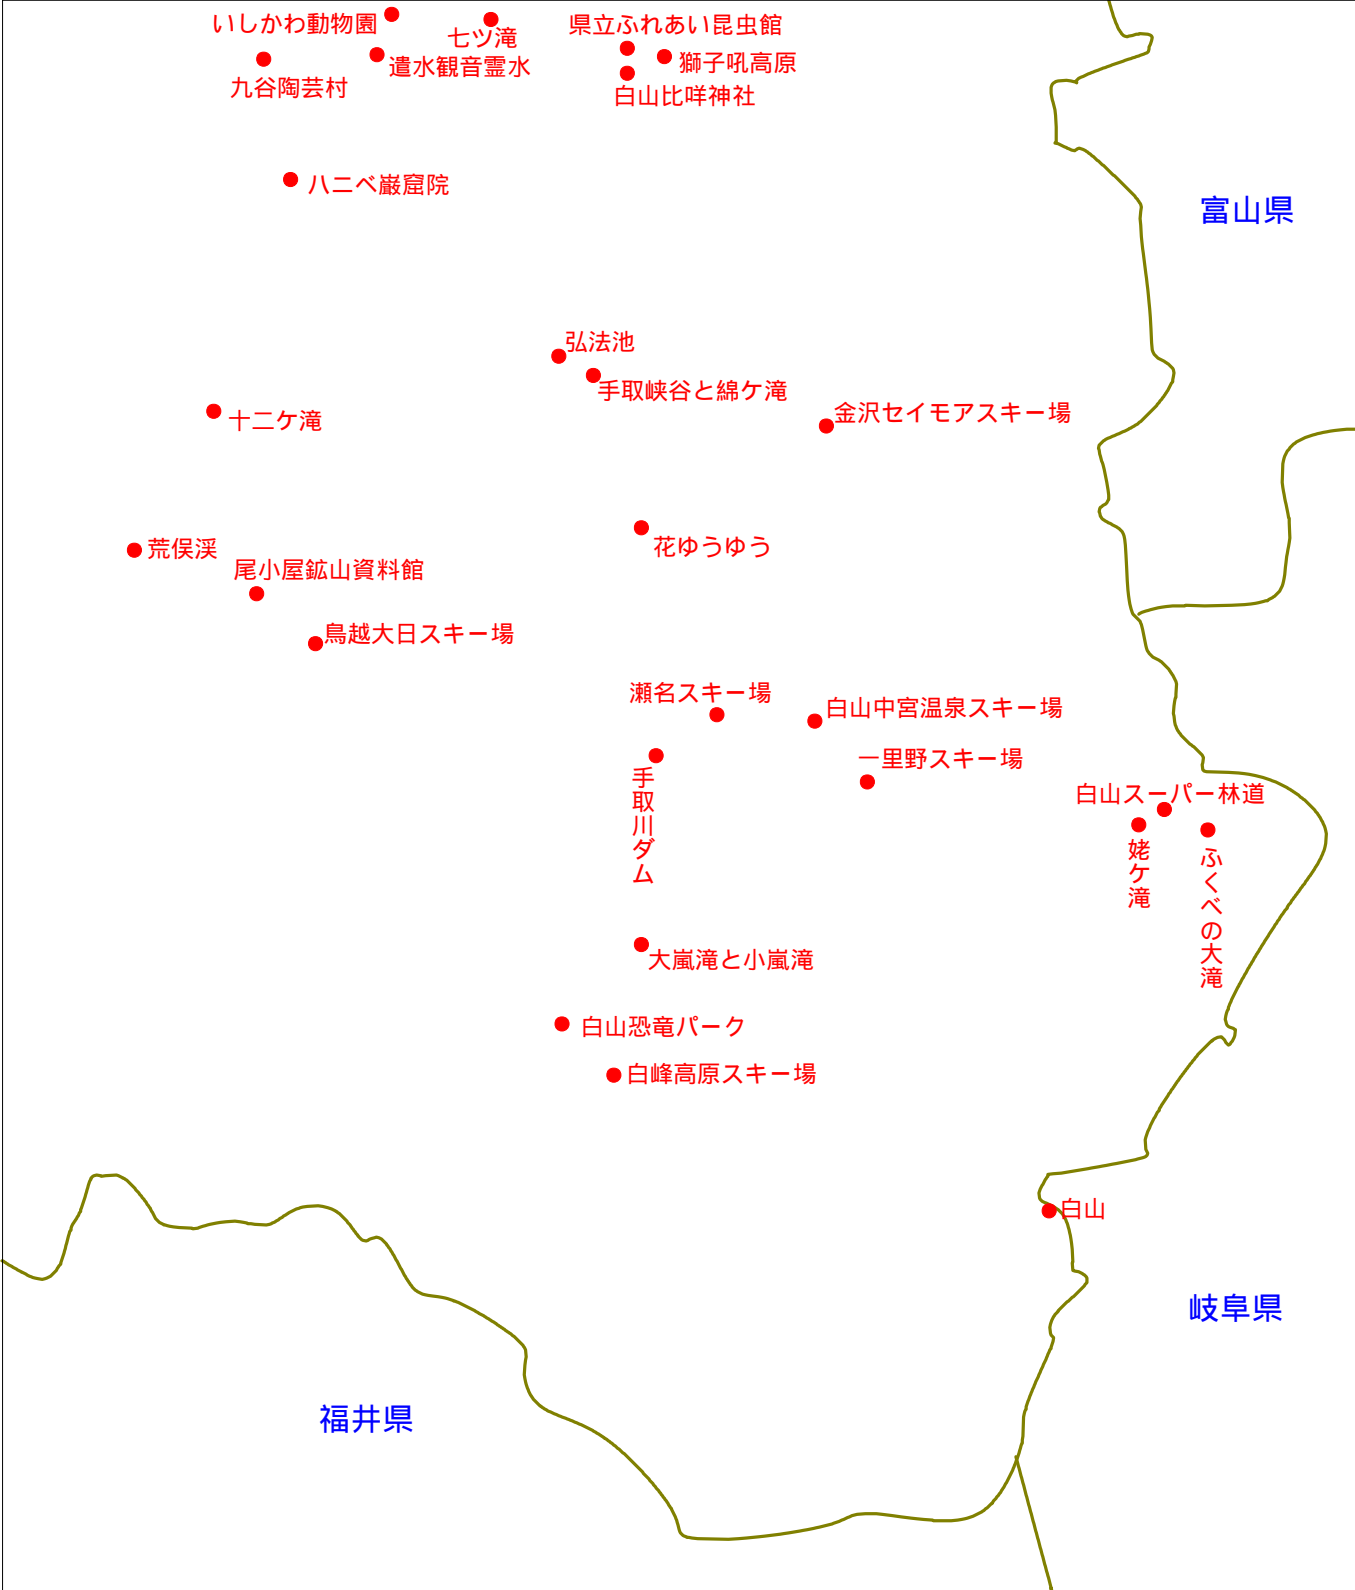 いしかわ動物園
七ツ滝
県立ふれあい昆虫館
遣水観音霊水
獅子吼高原
九谷陶芸村
白山比咩神社
ハニベ巌窟院
富山県
弘法池
手取峡谷と綿ケ滝
金沢セイモアスキー場
十二ケ滝
荒俣渓
花ゆうゆう
尾小屋鉱山資料館
鳥越大日スキー場
瀬名スキー場
白山中宮温泉スキー場
一里野スキー場
手取川ダム
白山スーパー林道
姥ケ滝
ふくべの大滝
大嵐滝と小嵐滝
白山恐竜パーク
白峰高原スキー場
白山
岐阜県
福井県